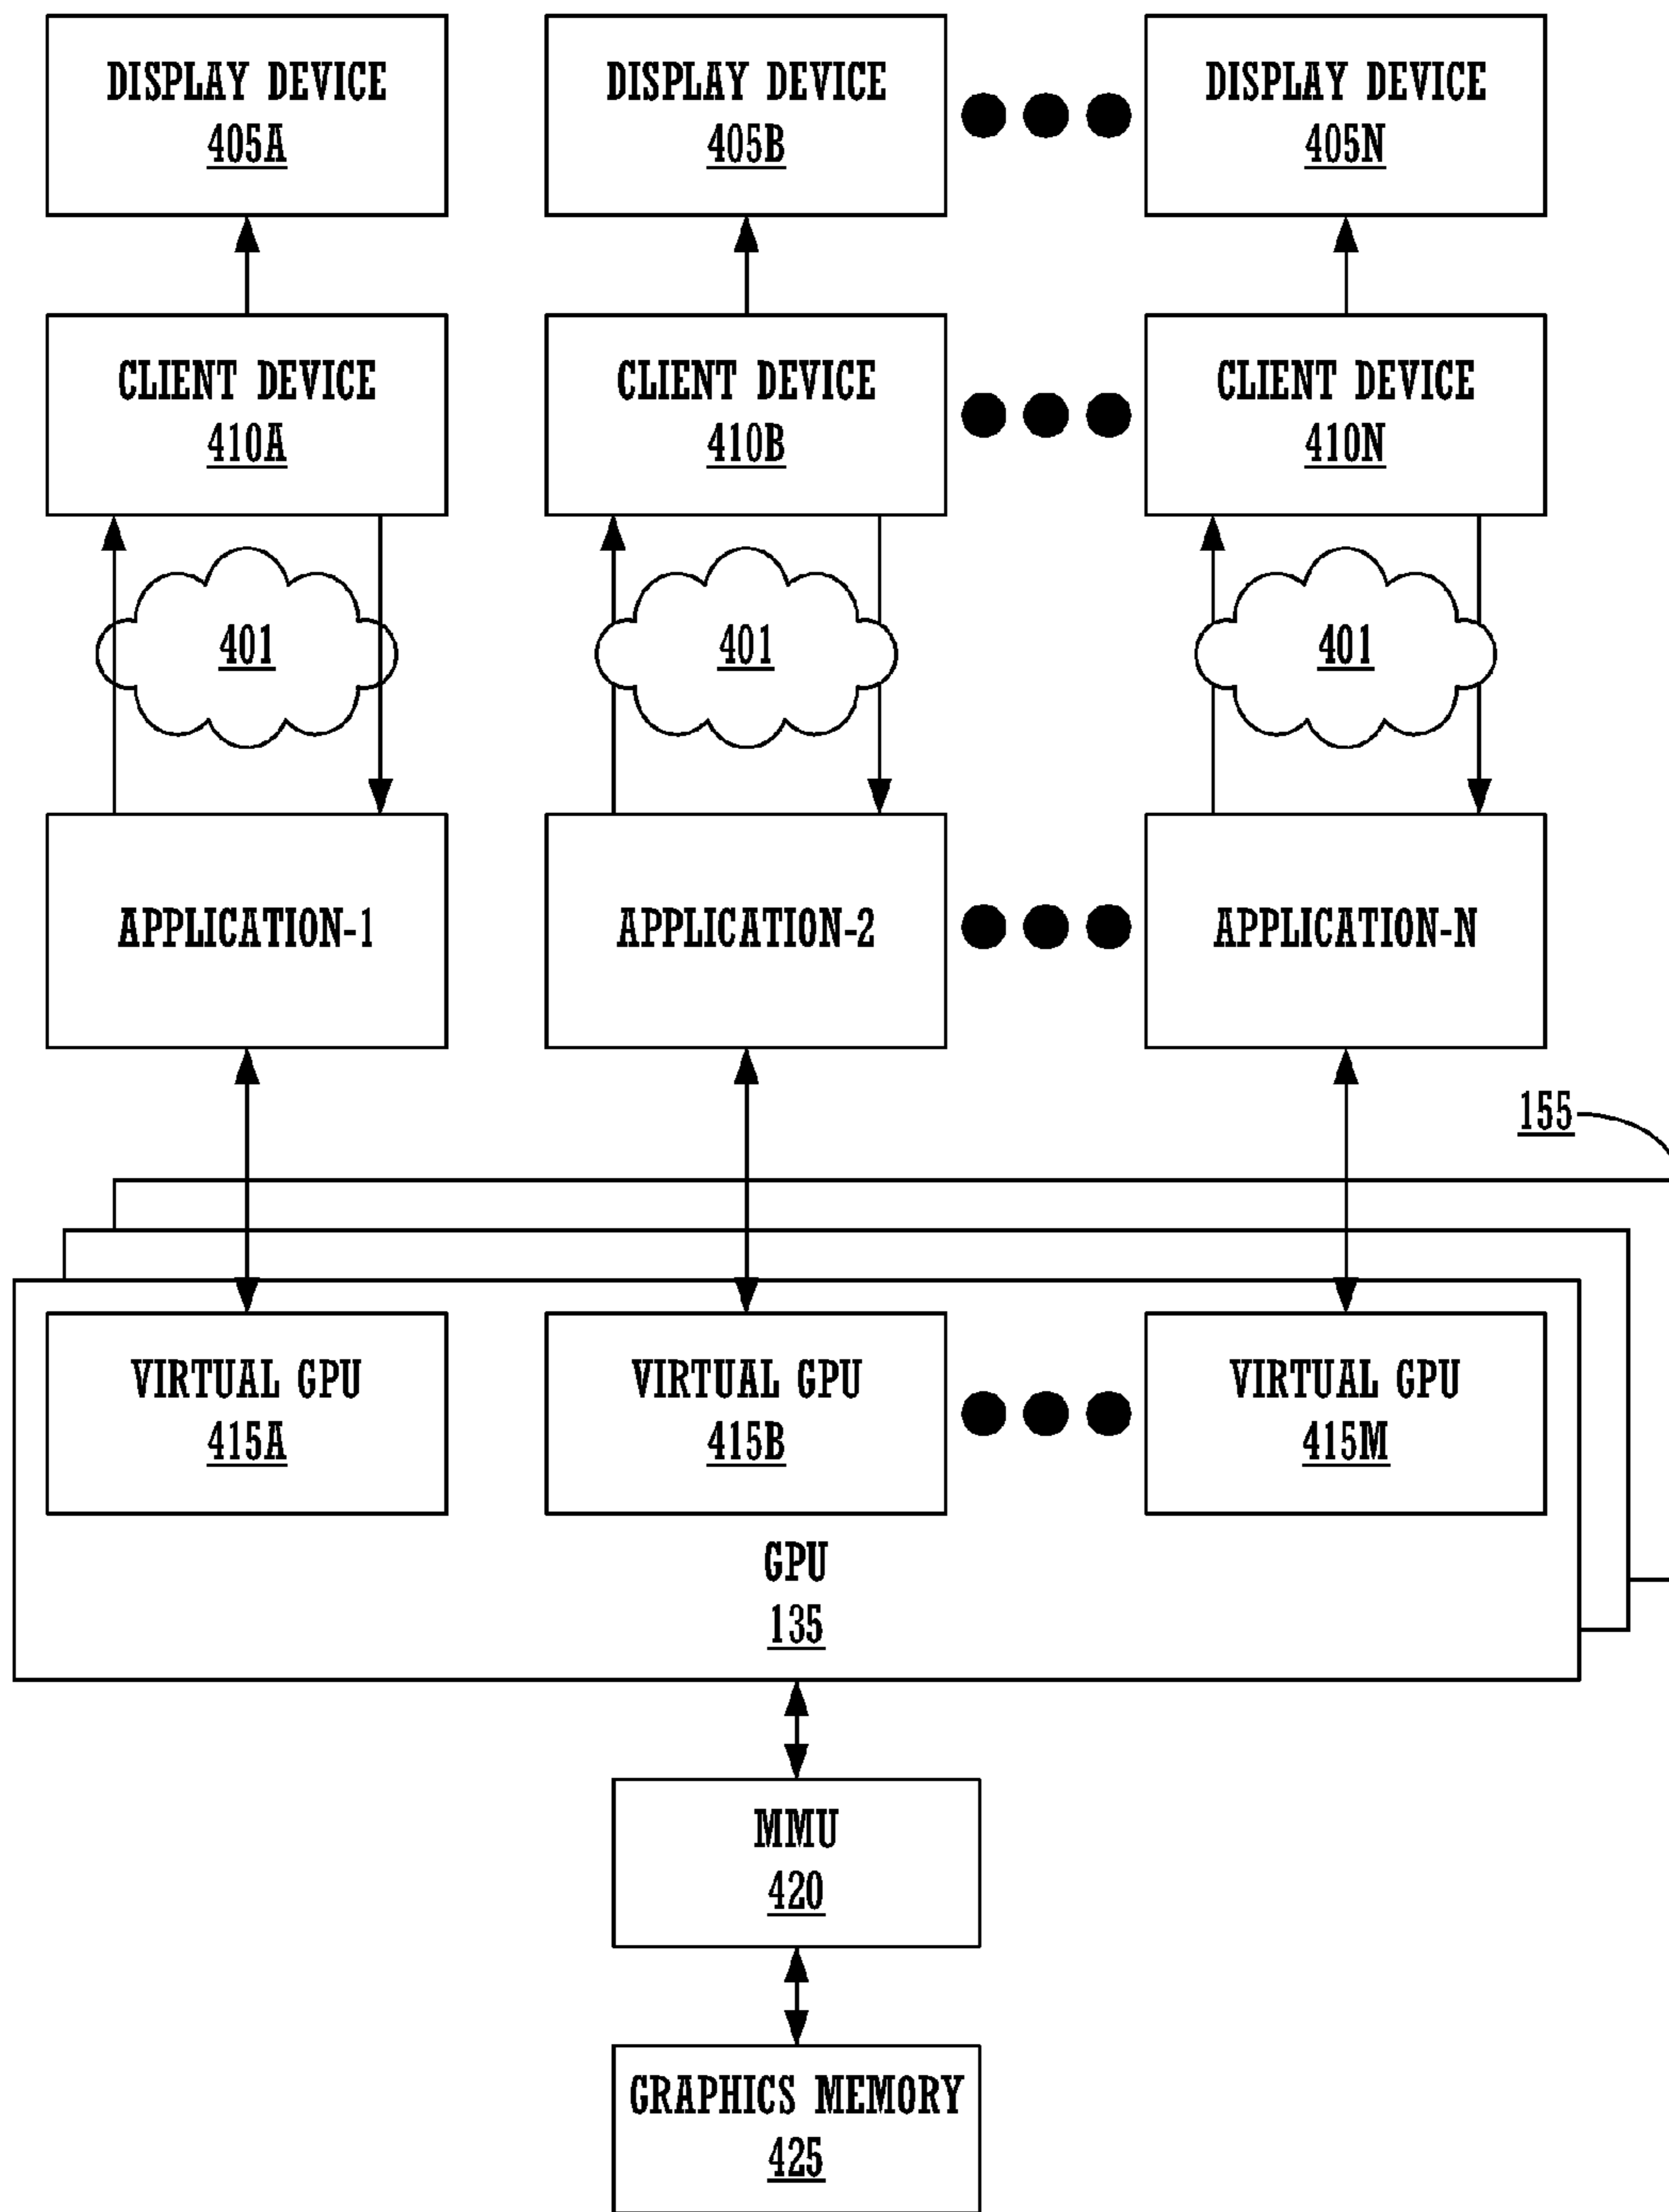 DISPLAY DEVICE
405A
DISPLAY DEVICE
405B
DISPLAY DEVICE
405N
CLIENT DEVICE
410A
CLIENT DEVICE
410B
CLIENT DEVICE
410N
401
401
401
APPLICATION-1
APPLICATION-2
APPLICATION-N
155
VIRTUAL GPU
415A
VIRTUAL GPU
415B
VIRTUAL GPU
415M
GPU
135
MMU
420
GRAPHICS MEMORY
425